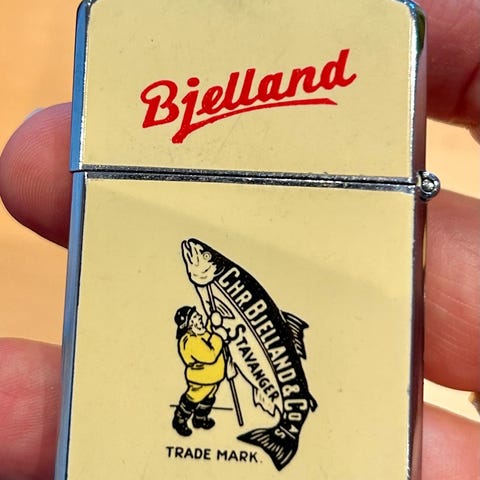 Bjelland
CHR. BJELLAND & Co.'s
STAVANGER
TRADE MARK.